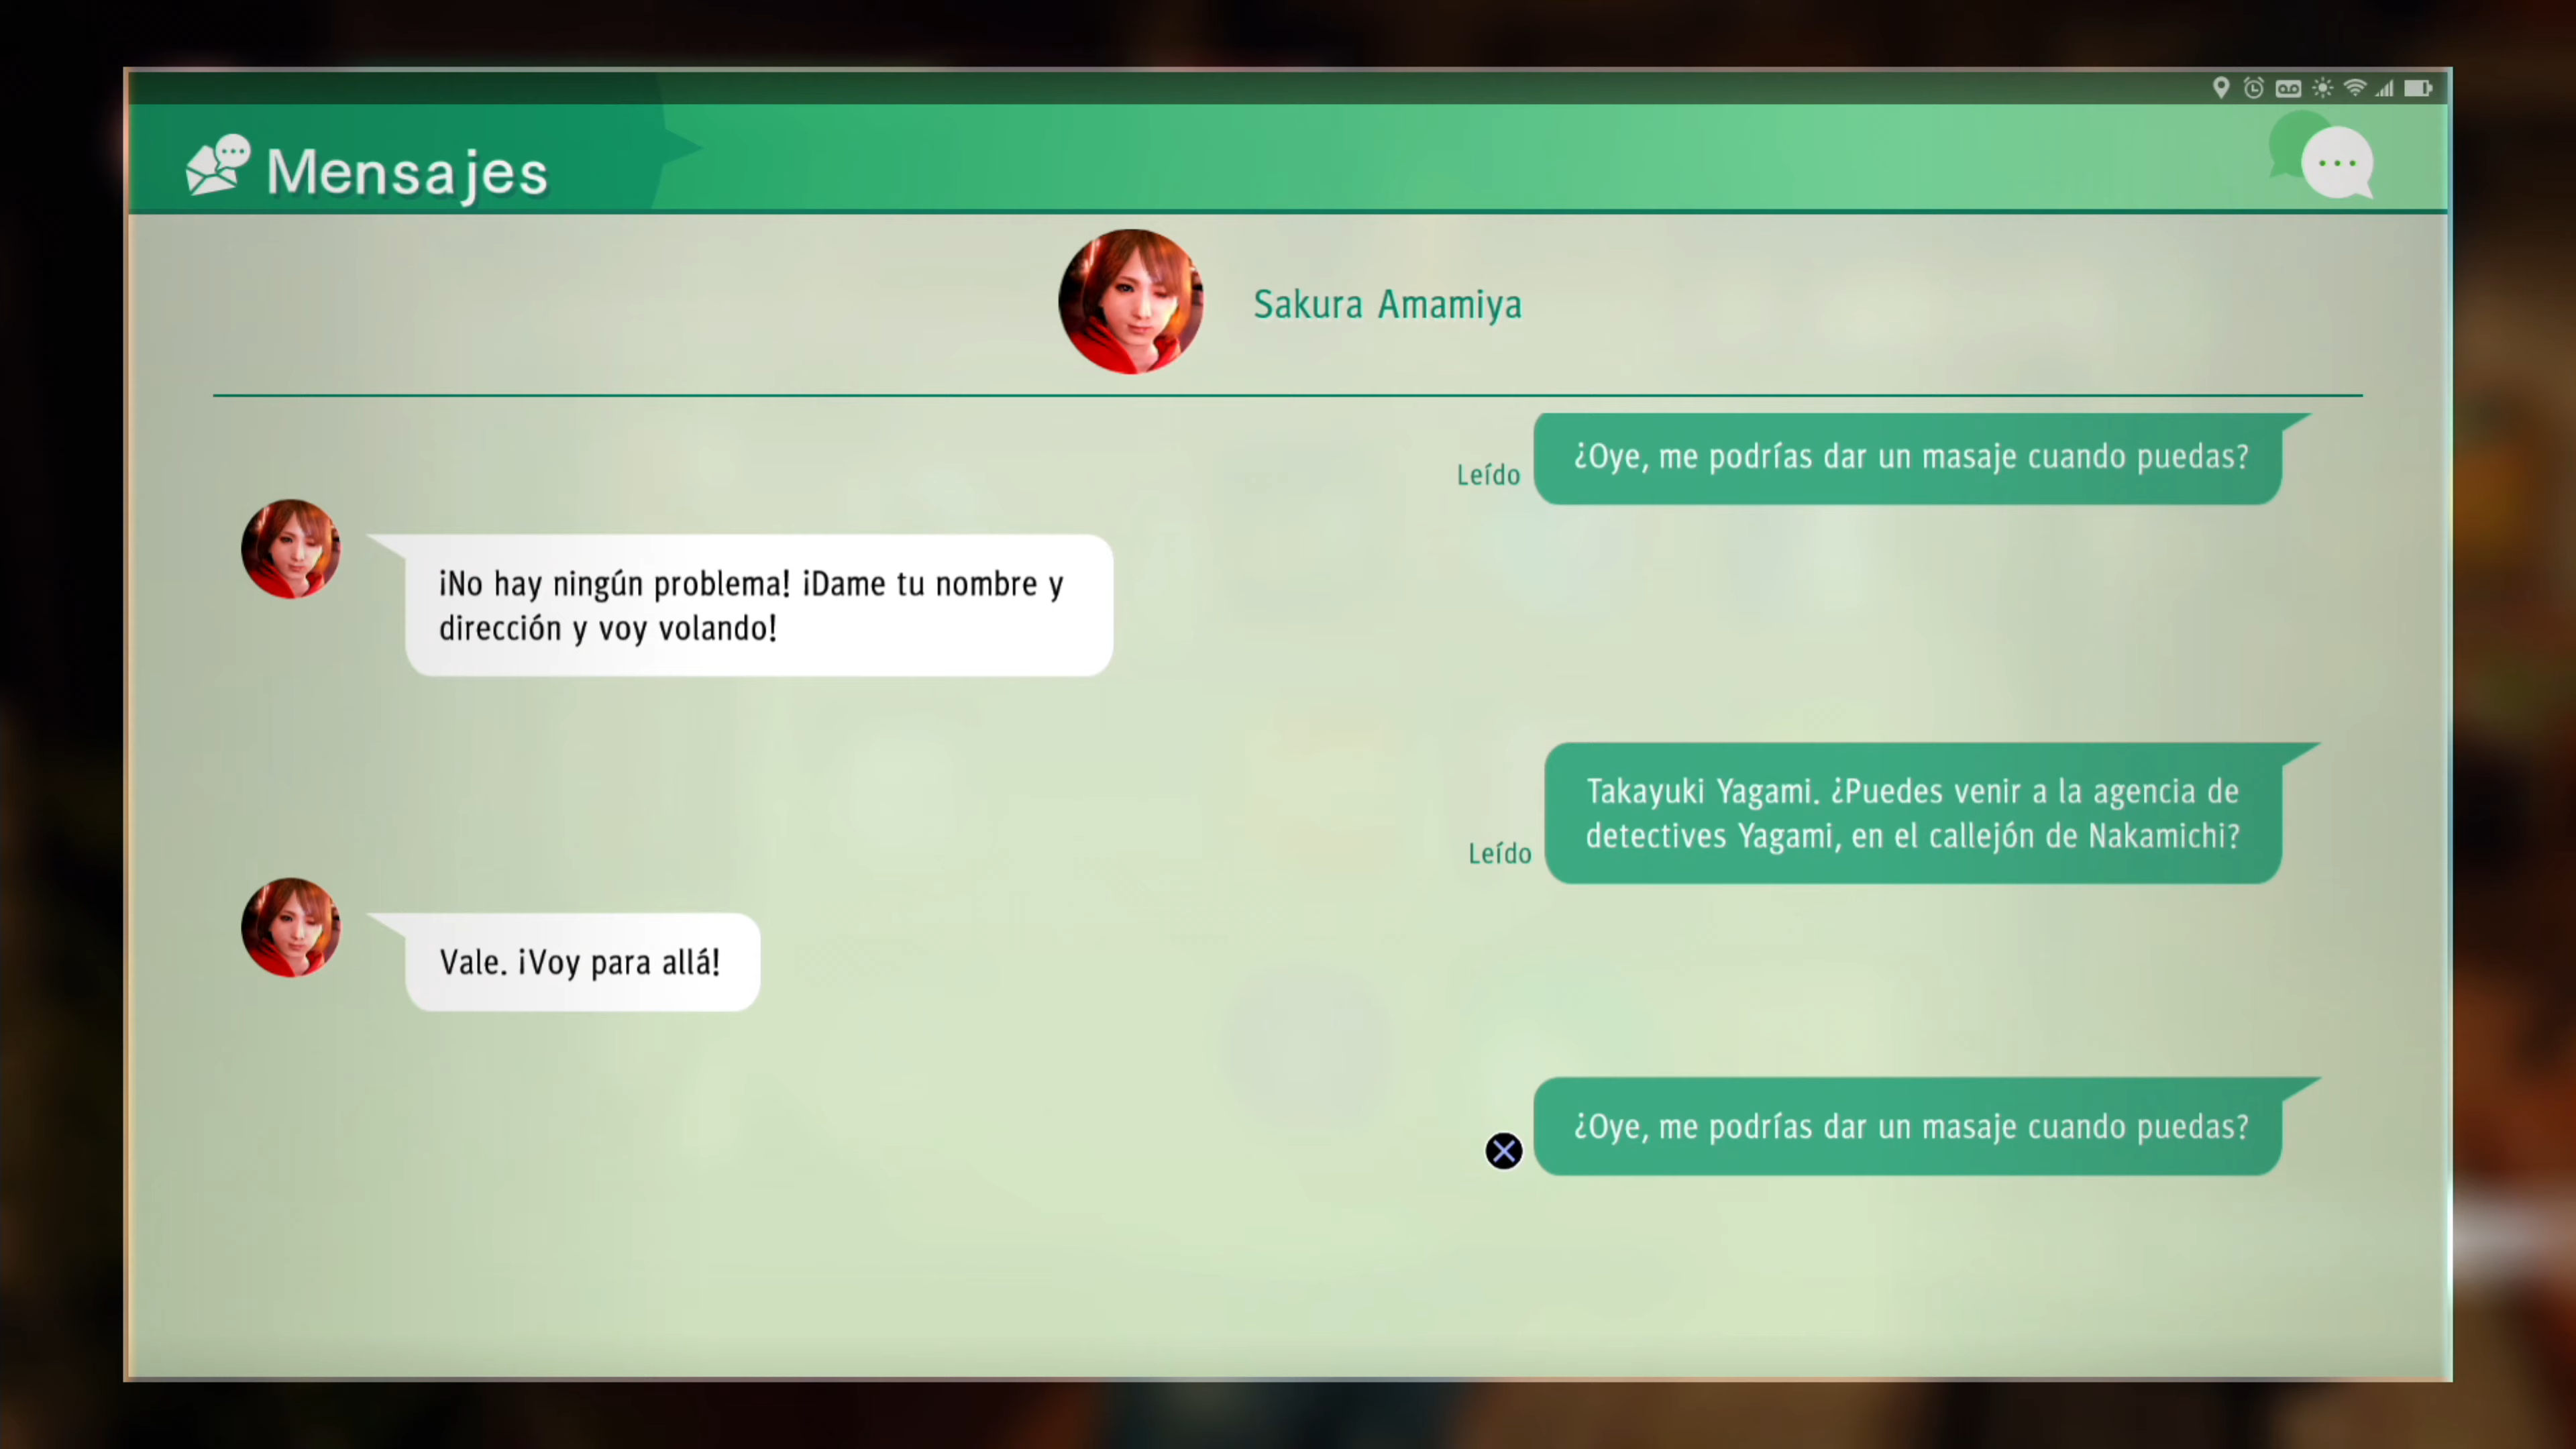 Mensajes
Sakura Amamiya
¿Oye, me podrías dar un masaje cuando puedas?
Leído
¡No hay ningún problema! ¡Dame tu nombre y
dirección y voy volando!
Takayuki Yagami. ¿Puedes venir a la agencia de
detectives Yagami, en el callejón de Nakamichi?
Leído
Vale. ¡Voy para allá!
¿Oye, me podrías dar un masaje cuando puedas?